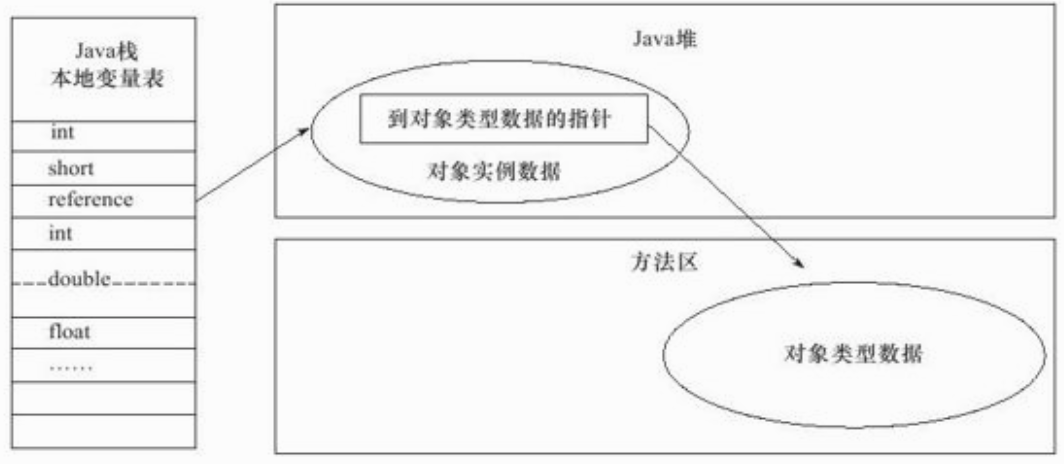 Java栈
本地变量表
int
short
reference
int
double
float
……
Java堆
到对象类型数据的指针
对象实例数据
方法区
对象类型数据